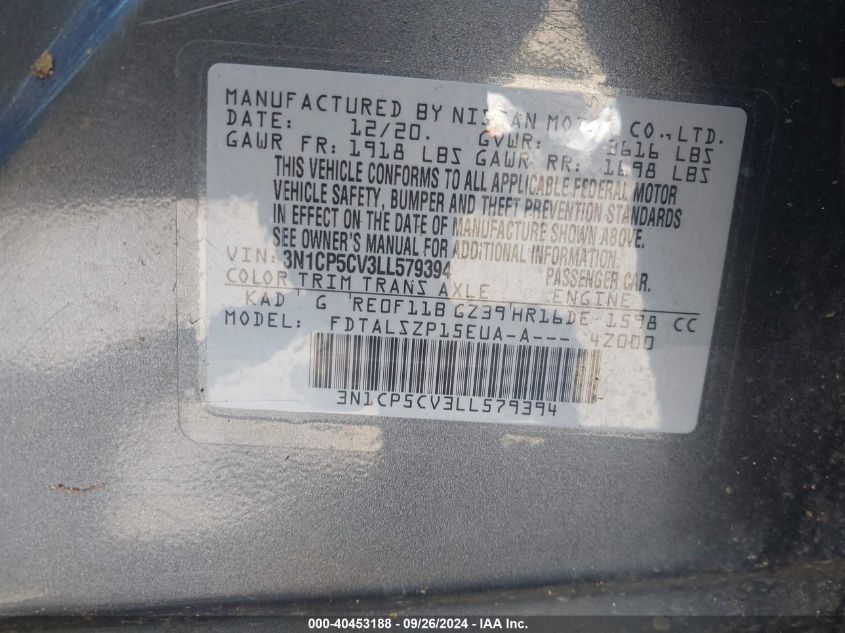 MANUFACTURED BY NISSAN MOTOR CO., LTD.
DATE: 12/20. GVWR: 3616 LBS
GAWR FR: 1918 LBS GAWR RR: 1698 LBS
THIS VEHICLE CONFORMS TO ALL APPLICABLE FEDERAL MOTOR
VEHICLE SAFETY, BUMPER AND THEFT PREVENTION STANDARDS
IN EFFECT ON THE DATE OF MANUFACTURE SHOWN ABOVE.
SEE OWNER'S MANUAL FOR ADDITIONAL INFORMATION.
VIN: 3N1CP5CV3LL579394 PASSENGER CAR.
COLOR TRIM TRANS AXLE ENGINE
KAD G RE0F11B GZ39 HR16DE 1598 CC
MODEL: FDTALSZP15EUA-A--- 4Z000
3N1CP5CV3LL579394
000-40453188 - 09/26/2024 - IAAI.com